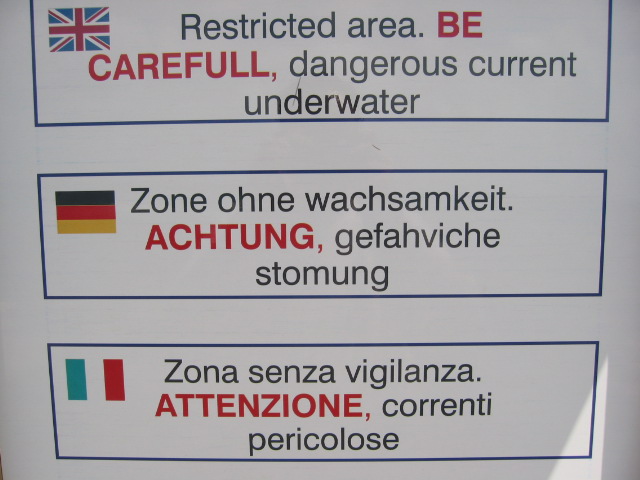 Restricted area. BE
CAREFULL, dangerous current
underwater
Zone ohne wachsamkeit.
ACHTUNG, gefahviche
stomung
Zona senza vigilanza.
ATTENZIONE, correnti
pericolose